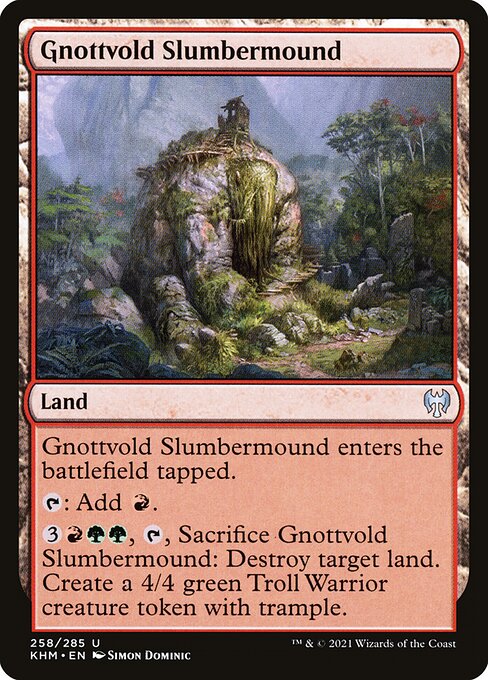 Gnottvold Slumbermound
Land
Gnottvold Slumbermound enters the
battlefield tapped.
: Add .
3, , Sacrifice Gnottvold
Slumbermound: Destroy target land.
Create a 4/4 green Troll Warrior
creature token with trample.
258/285 U
KHM • EN Simon Dominic
™ & © 2021 Wizards of the Coast